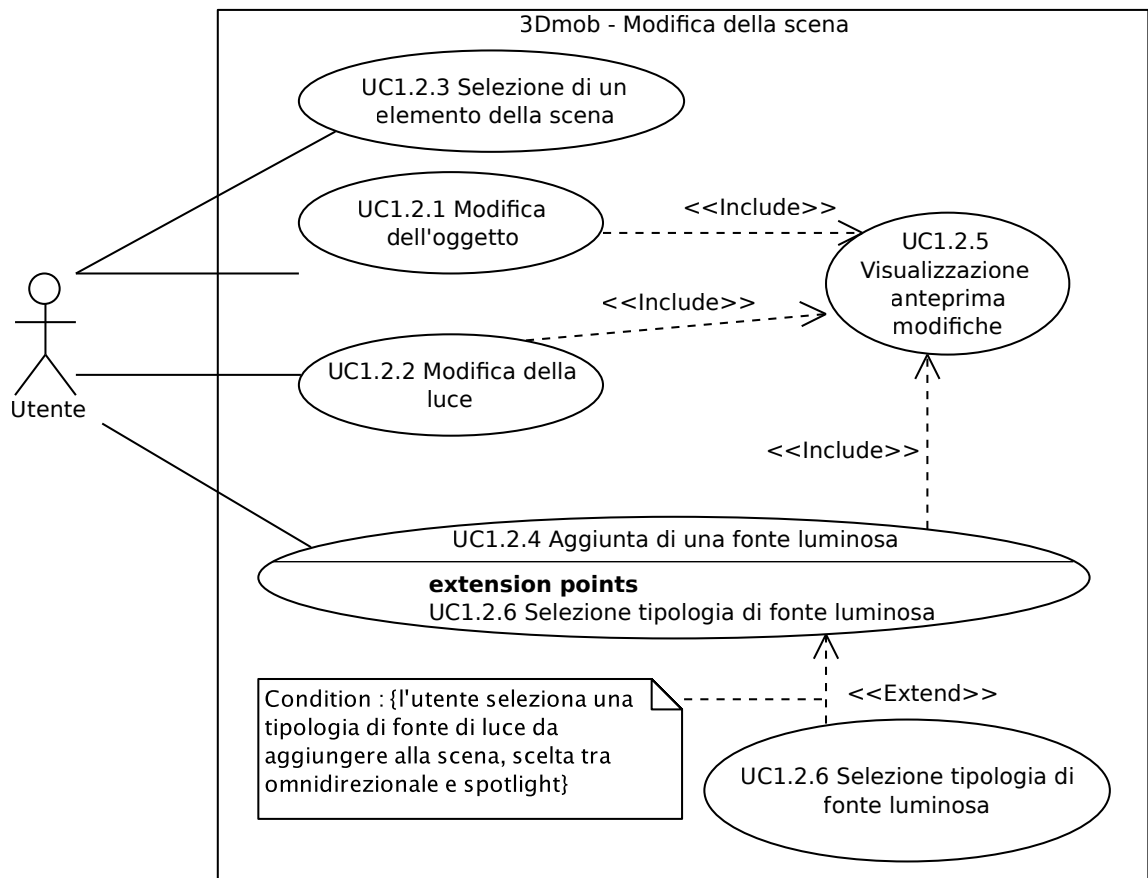 3Dmob - Modifica della scena
UC1.2.3 Selezione di un
elemento della scena
UC1.2.1 Modifica
dell'oggetto
<<Include>>
UC1.2.5
Visualizzazione
anteprima
modifiche
<<Include>>
UC1.2.2 Modifica della
luce
Utente
<<Include>>
UC1.2.4 Aggiunta di una fonte luminosa
extension points
UC1.2.6 Selezione tipologia di fonte luminosa
Condition : {l'utente seleziona una
tipologia di fonte di luce da
aggiungere alla scena, scelta tra
omnidirezionale e spotlight}
<<Extend>>
UC1.2.6 Selezione tipologia di
fonte luminosa